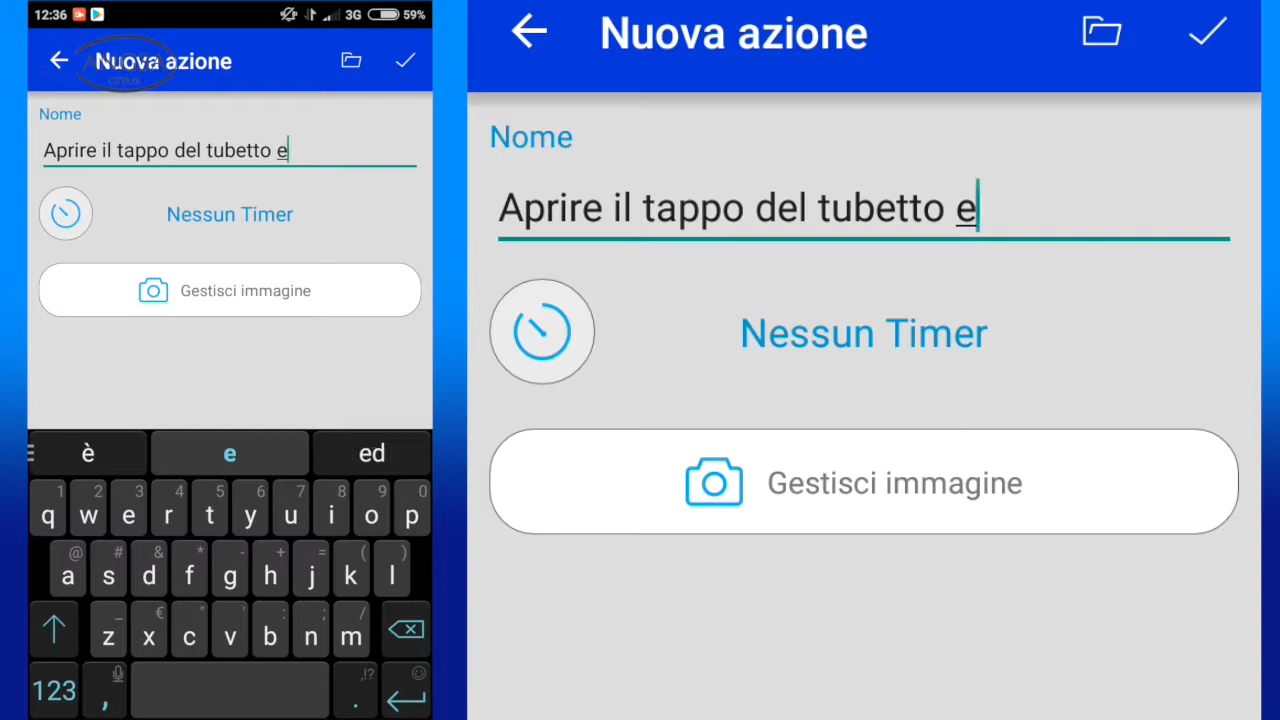 12:36
3G
59%
Nuova azione
onlus
Nome
Aprire il tappo del tubetto e
Nessun Timer
Gestisci immagine
è e ed
1 2 3 4 5 6 7 8 9 0
q w e r t y u i o p
@ # & * - + = ( )
a s d f g h j k l
_ € " ' : ; /
z x c v b n m
,!?
123 , .
Nuova azione
Nome
Aprire il tappo del tubetto e
Nessun Timer
Gestisci immagine